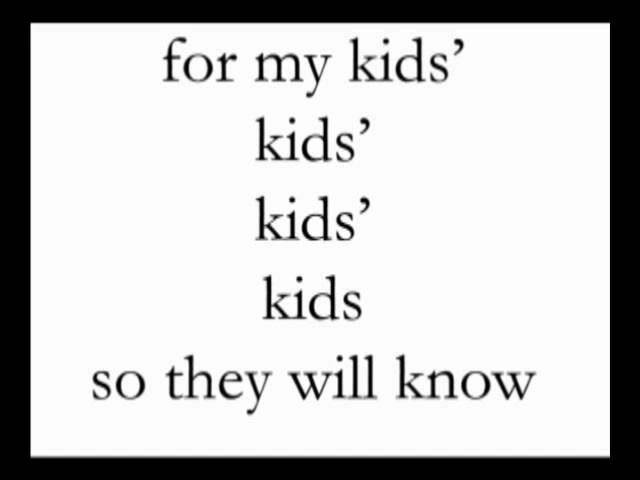 for my kids’
kids’
kids’
kids
so they will know